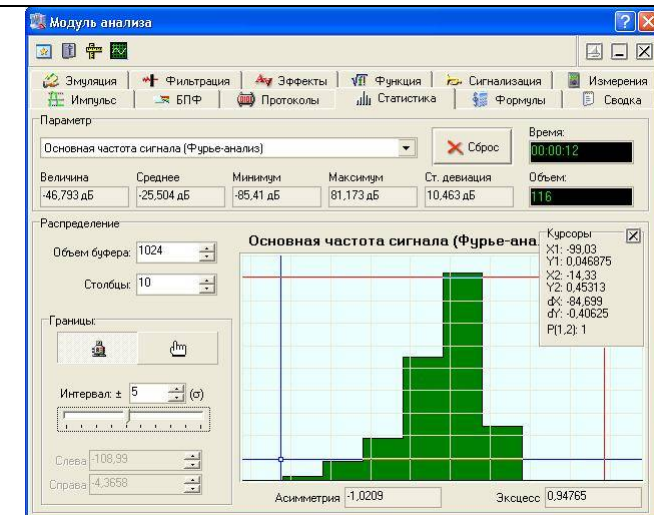 Модуль анализа
Эмуляция Фильтрация Эффекты Функция Сигнализация Измерения
Импульс БПФ Протоколы Статистика Формулы Сводка
Параметр
Основная частота сигнала (Фурье-анализ)
Сброс
Время:
00:00:12
Величина Среднее Минимум Максимум Ст. девиация Объем:
-46,793 дБ -25,504 дБ -85,41 дБ 81,173 дБ 10,463 дБ 116
Распределение
Объем буфера: 1024
Столбцы: 10
Границы:
Интервал: ± 5 (σ)
Слева -108,99
Справа -4,3658
Основная частота сигнала (Фурье-ана
Курсоры
X1: -99,03
Y1: 0,046875
X2: -14,33
Y2: 0,45313
dX: -84,699
dY: -0,40625
P(1,2): 1
Асимметрия -1,0209 Эксцесс 0,94765